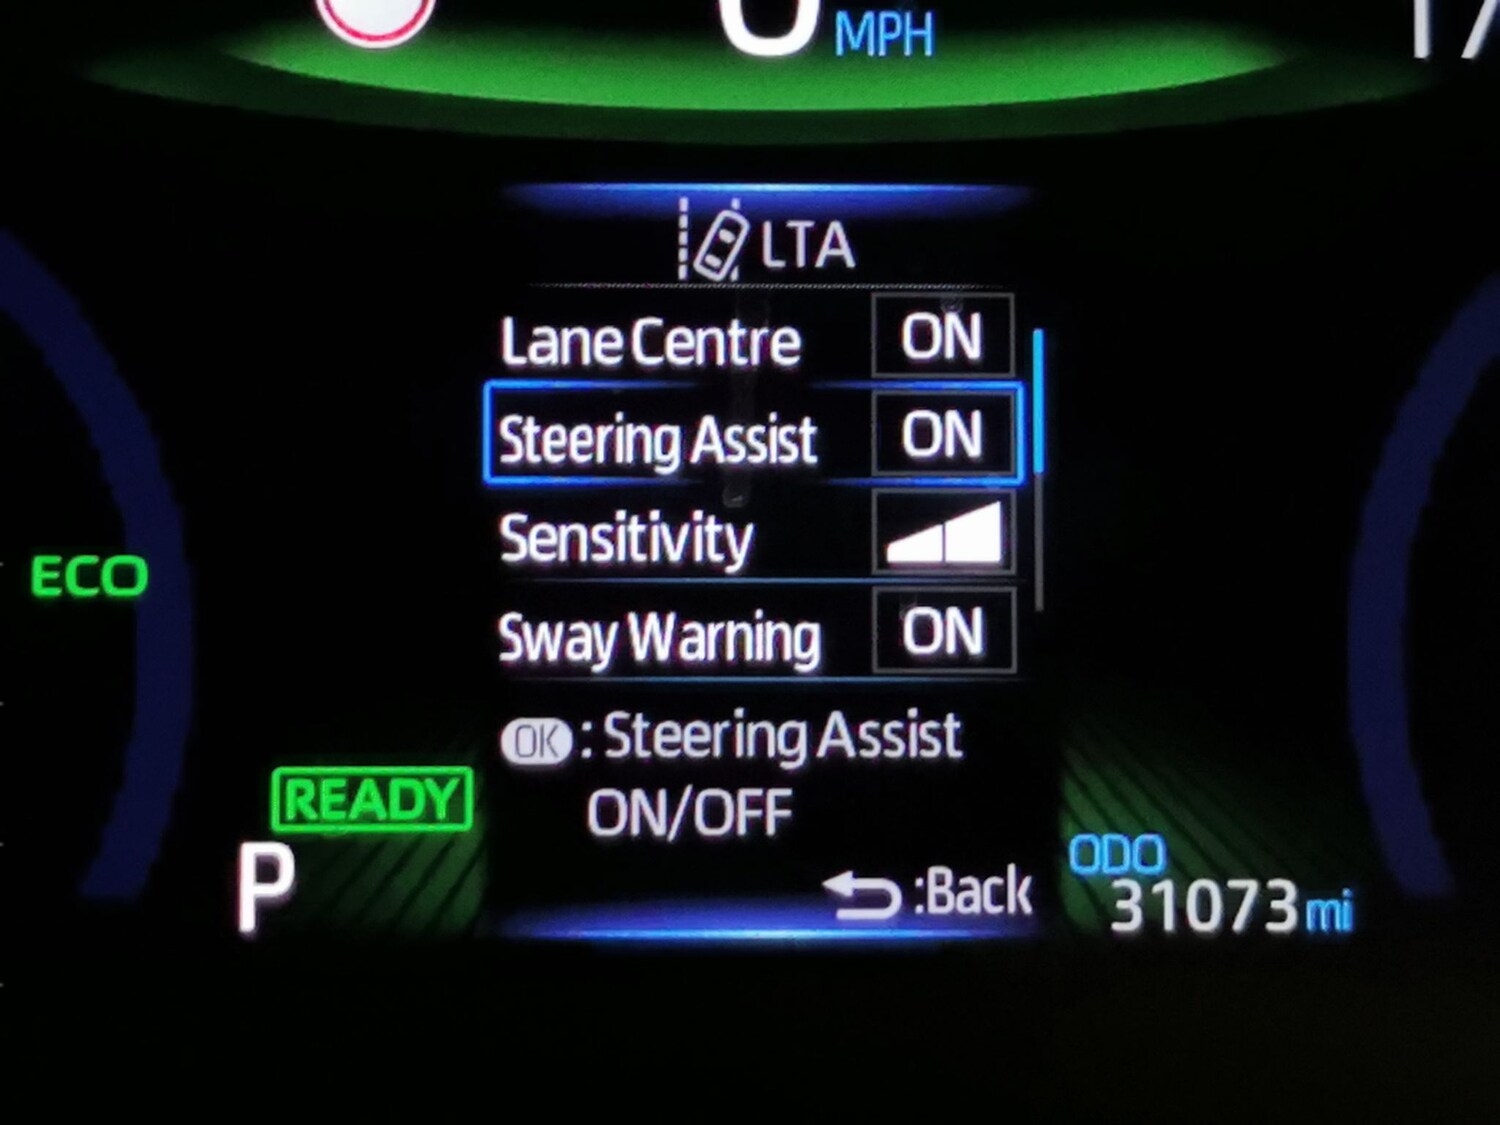 0 MPH
LTA
Lane Centre ON
Steering Assist ON
Sensitivity
Sway Warning ON
ECO
OK : Steering Assist
ON/OFF
READY
P
:Back
ODO
31073 mi